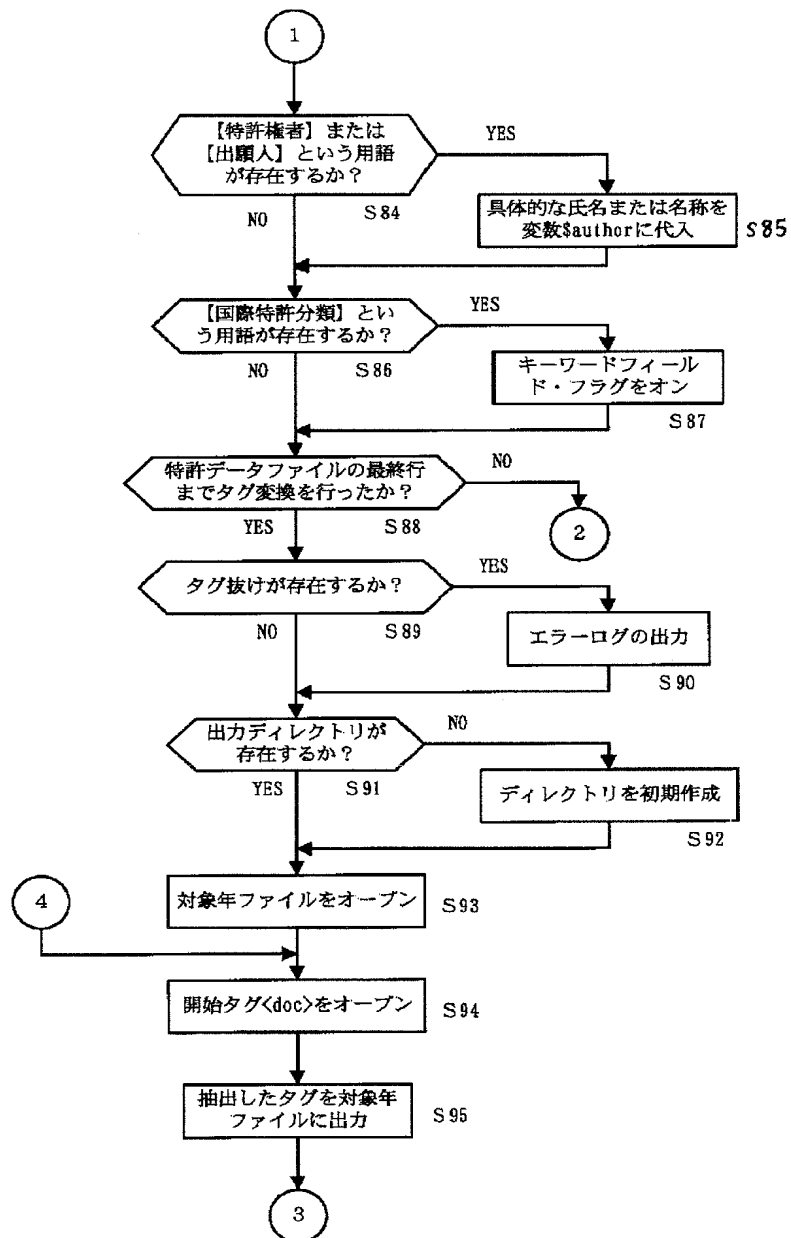 1
【特許権者】または
【出願人】という用語
が存在するか？
YES
NO
S84
具体的な氏名または名称を
変数$authorに代入
S85
【国際特許分類】とい
う用語が存在するか？
YES
NO
S86
キーワードフィール
ド・フラグをオン
S87
特許データファイルの最終行
までタグ変換を行ったか？
NO
YES
S88
2
タグ抜けが存在するか？
YES
NO
S89
エラーログの出力
S90
出力ディレクトリが
存在するか？
NO
YES
S91
ディレクトリを初期作成
S92
4
対象年ファイルをオープン
S93
開始タグ<doc>をオープン
S94
抽出したタグを対象年
ファイルに出力
S95
3